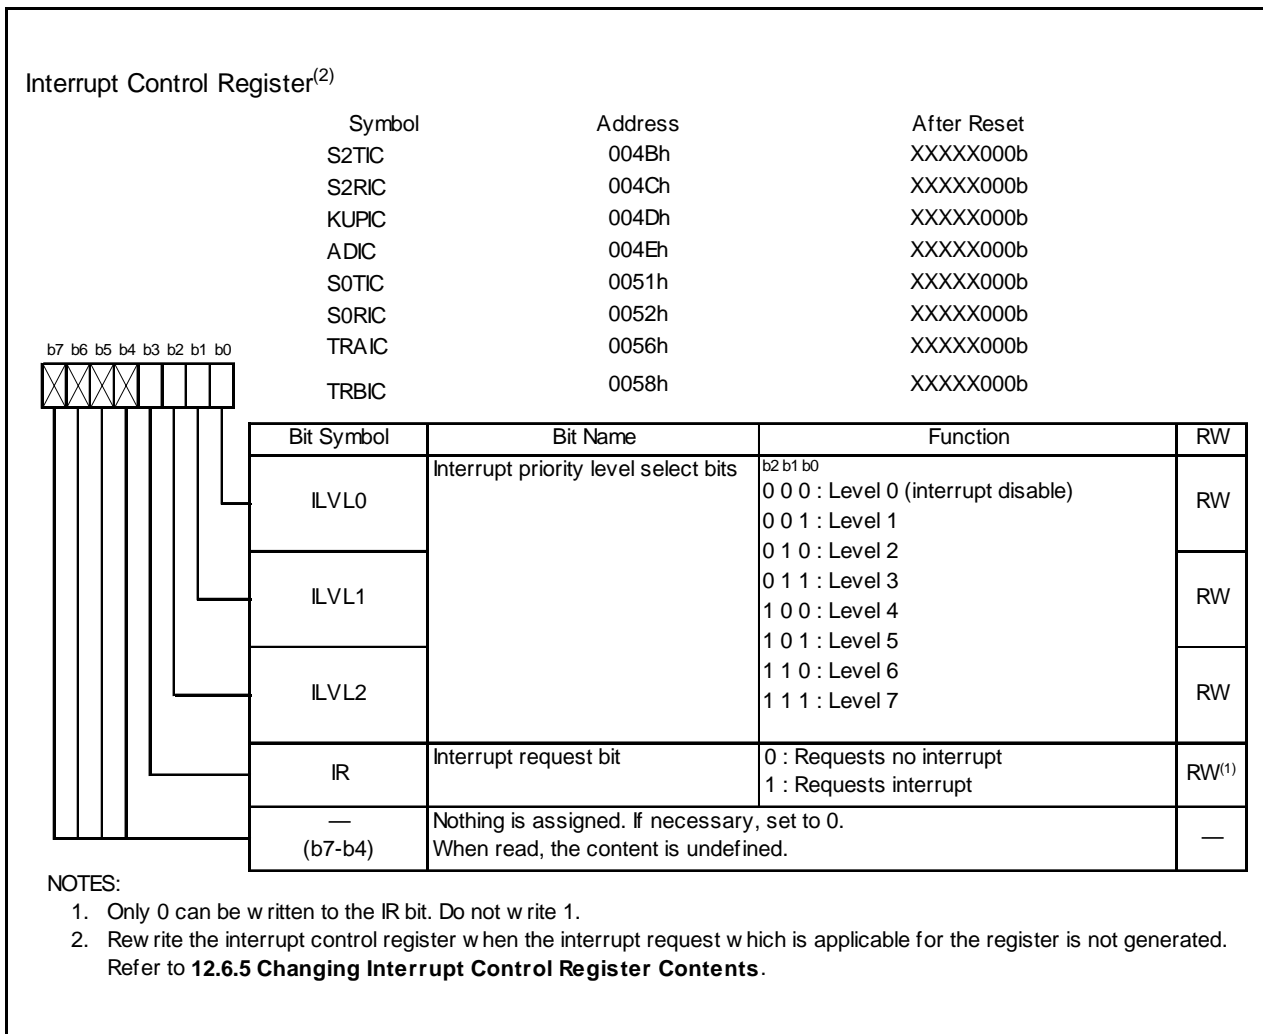 Interrupt Control Register(2)
Symbol Address After Reset
S2TIC 004Bh XXXXX000b
S2RIC 004Ch XXXXX000b
KUPIC 004Dh XXXXX000b
ADIC 004Eh XXXXX000b
S0TIC 0051h XXXXX000b
S0RIC 0052h XXXXX000b
b7 b6 b5 b4 b3 b2 b1 b0
TRAIC 0056h XXXXX000b
TRBIC 0058h XXXXX000b
Bit Symbol Bit Name Function RW
ILVL0 Interrupt priority level select bits b2 b1 b0
0 0 0 : Level 0 (interrupt disable) RW
0 0 1 : Level 1
0 1 0 : Level 2
ILVL1 0 1 1 : Level 3 RW
1 0 0 : Level 4
1 0 1 : Level 5
ILVL2 1 1 0 : Level 6 RW
1 1 1 : Level 7
IR Interrupt request bit 0 : Requests no interrupt RW(1)
1 : Requests interrupt
— Nothing is assigned. If necessary, set to 0. —
(b7-b4) When read, the content is undefined.
NOTES:
1. Only 0 can be written to the IR bit. Do not write 1.
2. Rewrite the interrupt control register when the interrupt request which is applicable for the register is not generated.
Refer to 12.6.5 Changing Interrupt Control Register Contents.